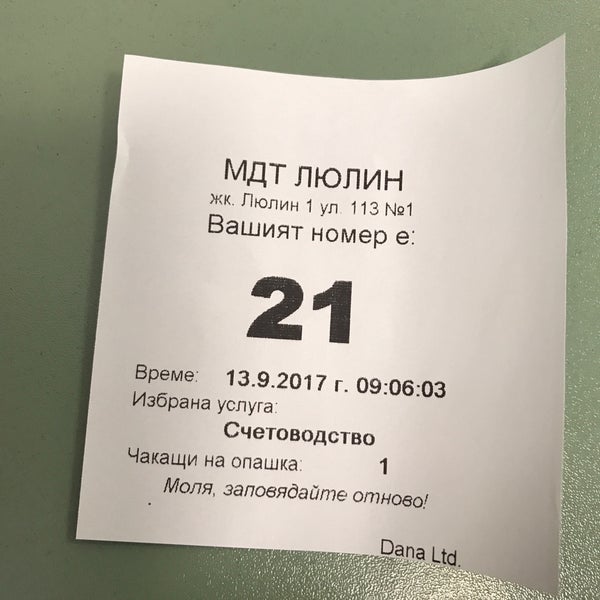 МДТ ЛЮЛИН
жк. Люлин 1 ул. 113 №1
Вашият номер е:
21
Време: 13.9.2017 г. 09:06:03
Избрана услуга:
Счетоводство
Чакащи на опашка: 1
Моля, заповядайте отново!
Dana Ltd.